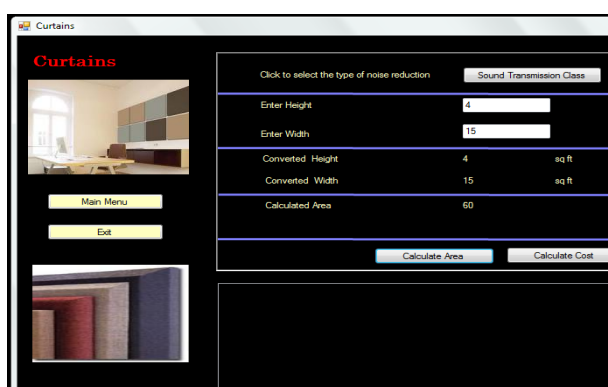 Curtains
Curtains
Click to select the type of noise reduction Sound Transmission Class
Enter Height 4
Enter Width 15
Converted Height 4 sq ft
Converted Width 15 sq ft
Main Menu
Calculated Area 60
Exit
Calculate Area Calculate Cost